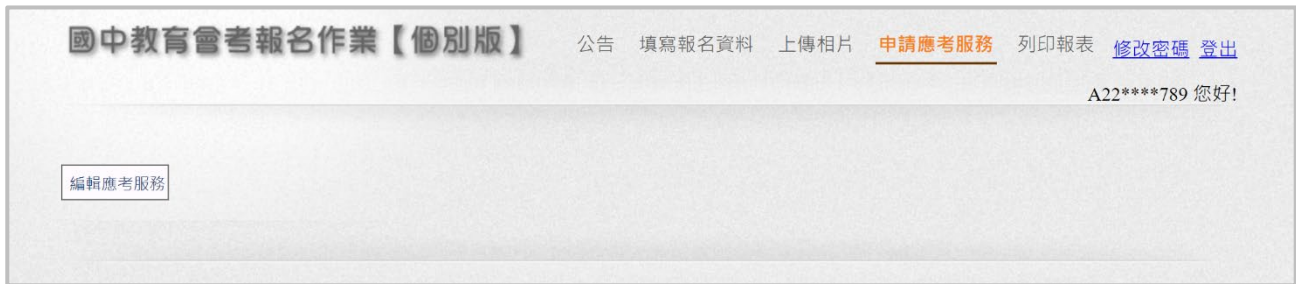 國中教育會考報名作業【個別版】 公告 填寫報名資料 上傳相片 申請應考服務 列印報表 修改密碼 登出
A22****789 您好!
編輯應考服務